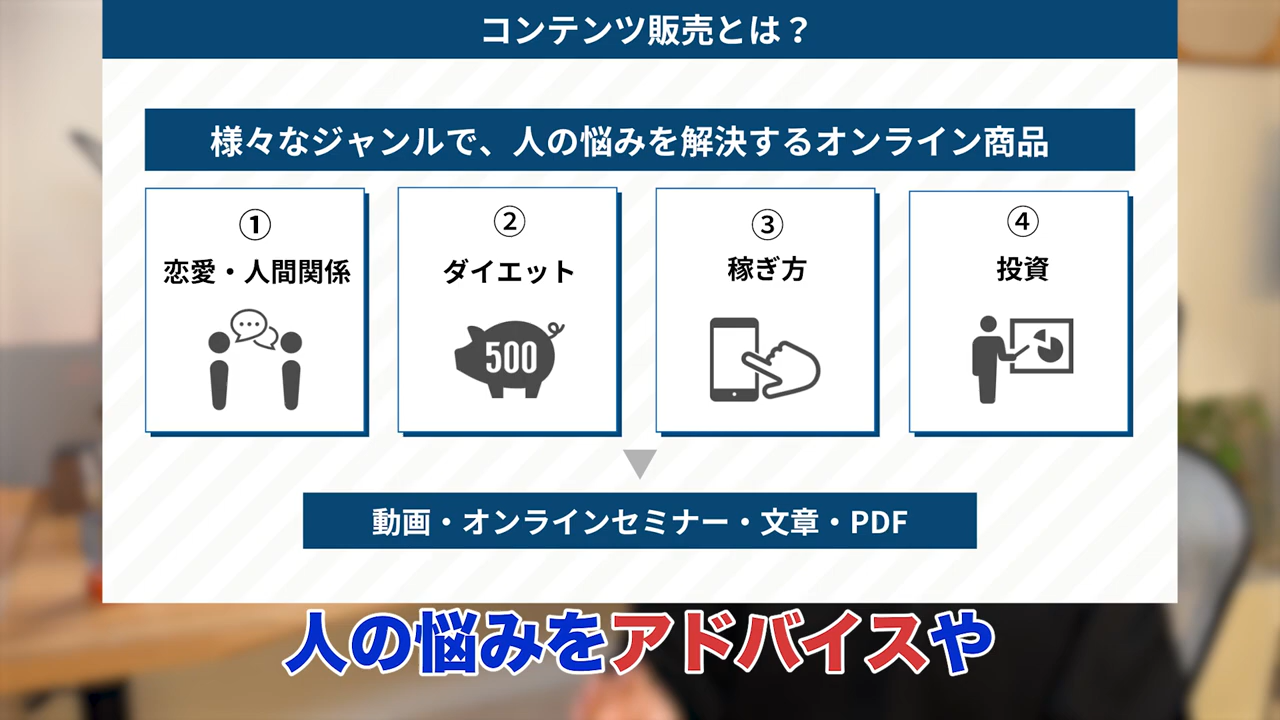 コンテンツ販売とは？
様々なジャンルで、人の悩みを解決するオンライン商品
①
恋愛・人間関係
②
ダイエット
500
③
稼ぎ方
④
投資
動画・オンラインセミナー・文章・PDF
人の悩みをアドバイスや